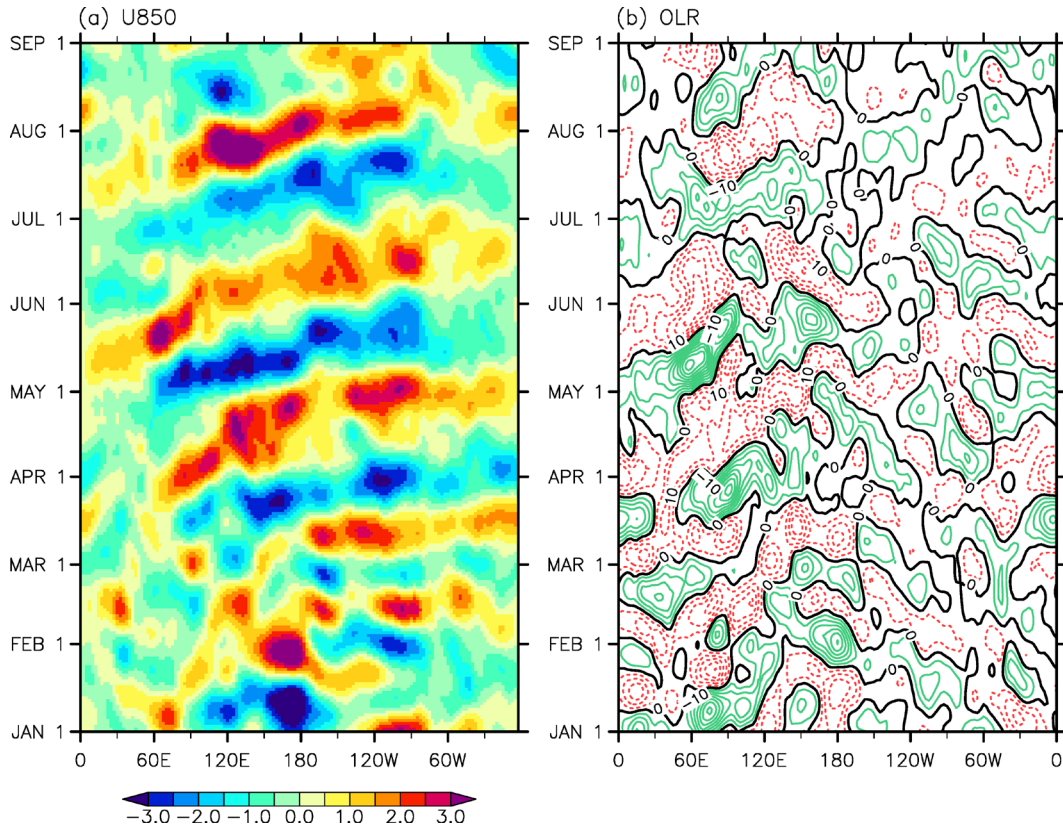 (a) U850
(b) OLR
SEP 1
AUG 1
JUL 1
JUN 1
MAY 1
APR 1
MAR 1
FEB 1
JAN 1
0 60E 120E 180 120W 60W
-3.0 -2.0 -1.0 0.0 1.0 2.0 3.0
SEP 1
AUG 1
JUL 1
JUN 1
MAY 1
APR 1
MAR 1
FEB 1
JAN 1
0 60E 120E 180 120W 60W 0
0
-10
10